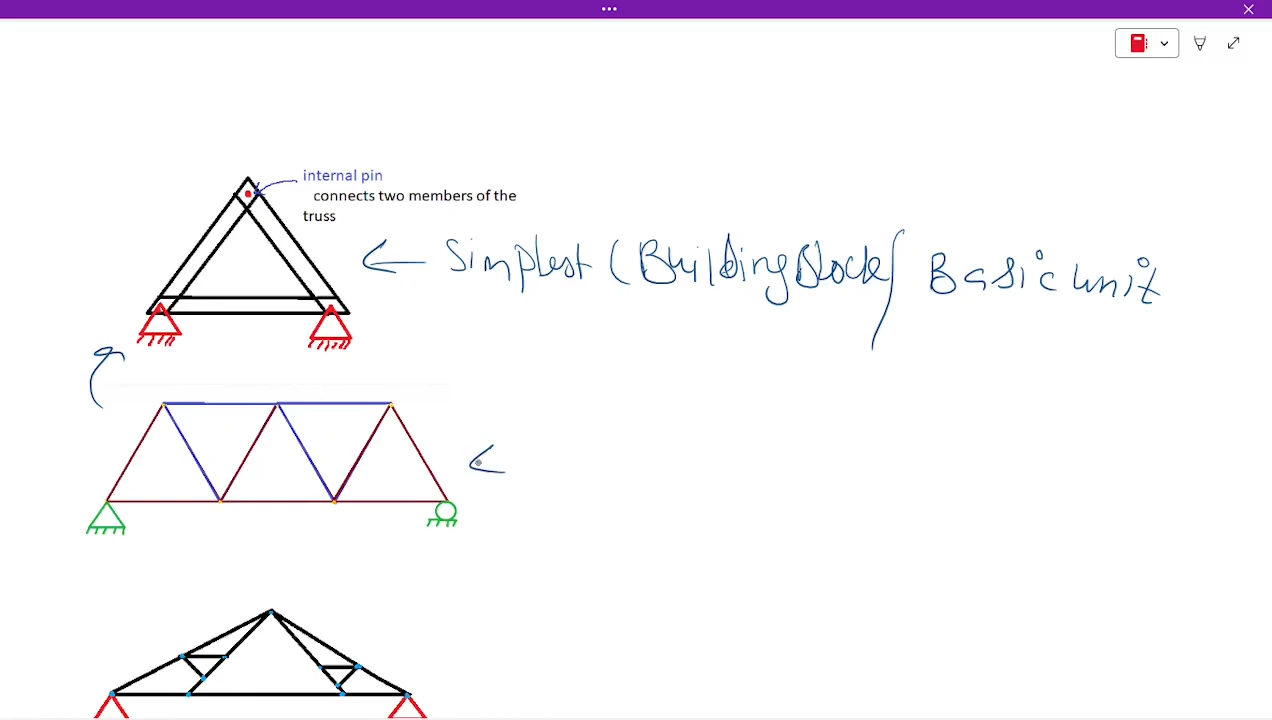 internal pin
connects two members of the
truss
Simplest (Building Block/ Basic unit